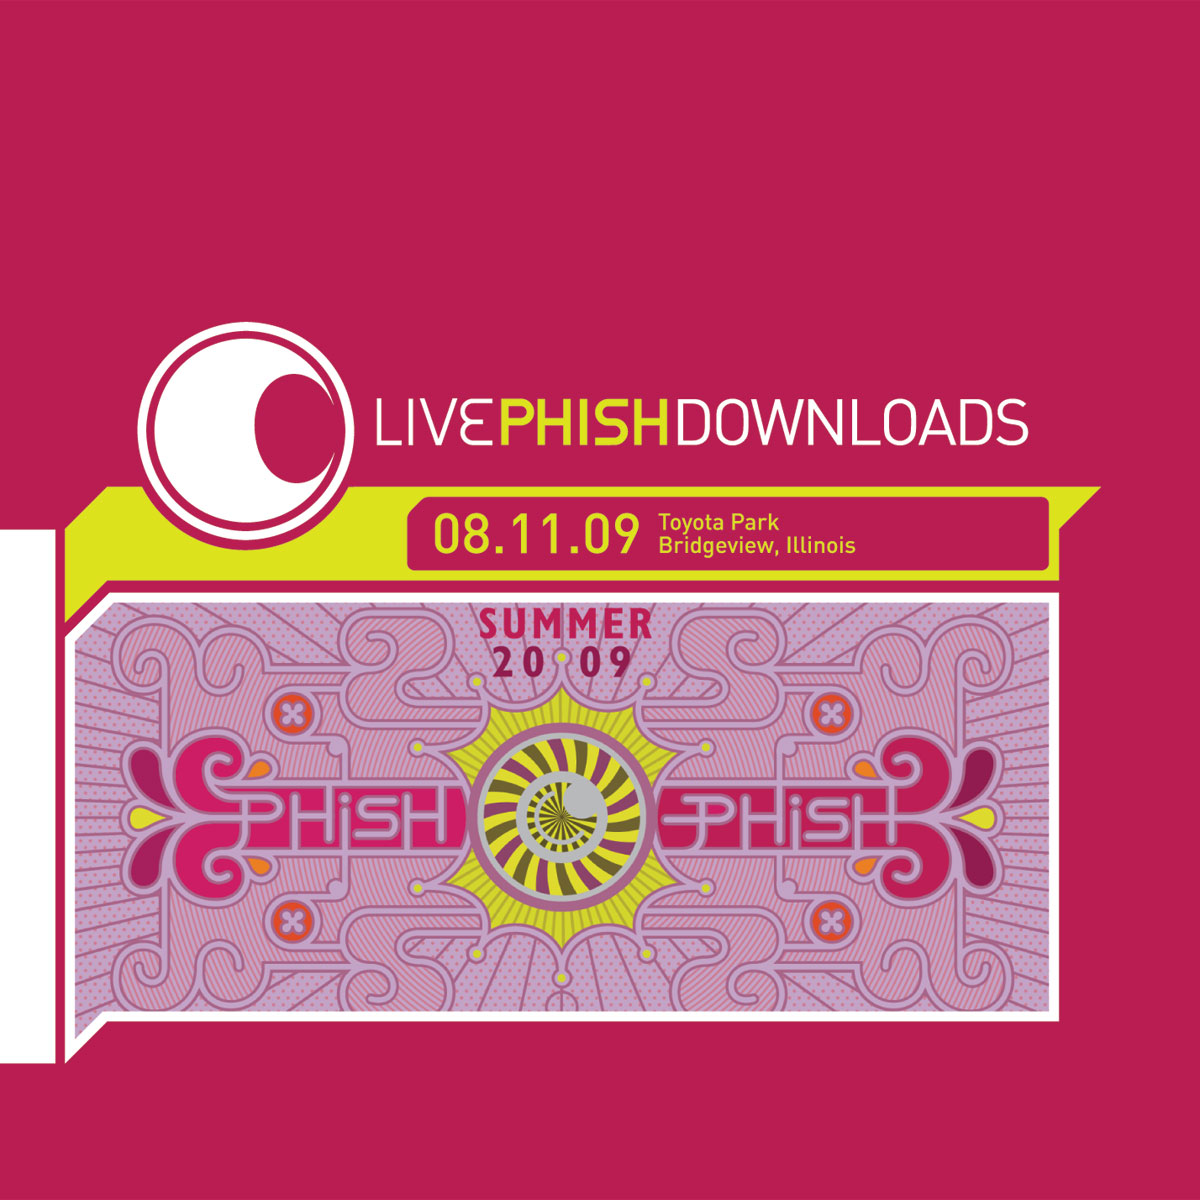 LIVEPHISHDOWNLOADS
08.11.09
Toyota Park
Bridgeview, Illinois
SUMMER
20 09
PHiSH PHiSH